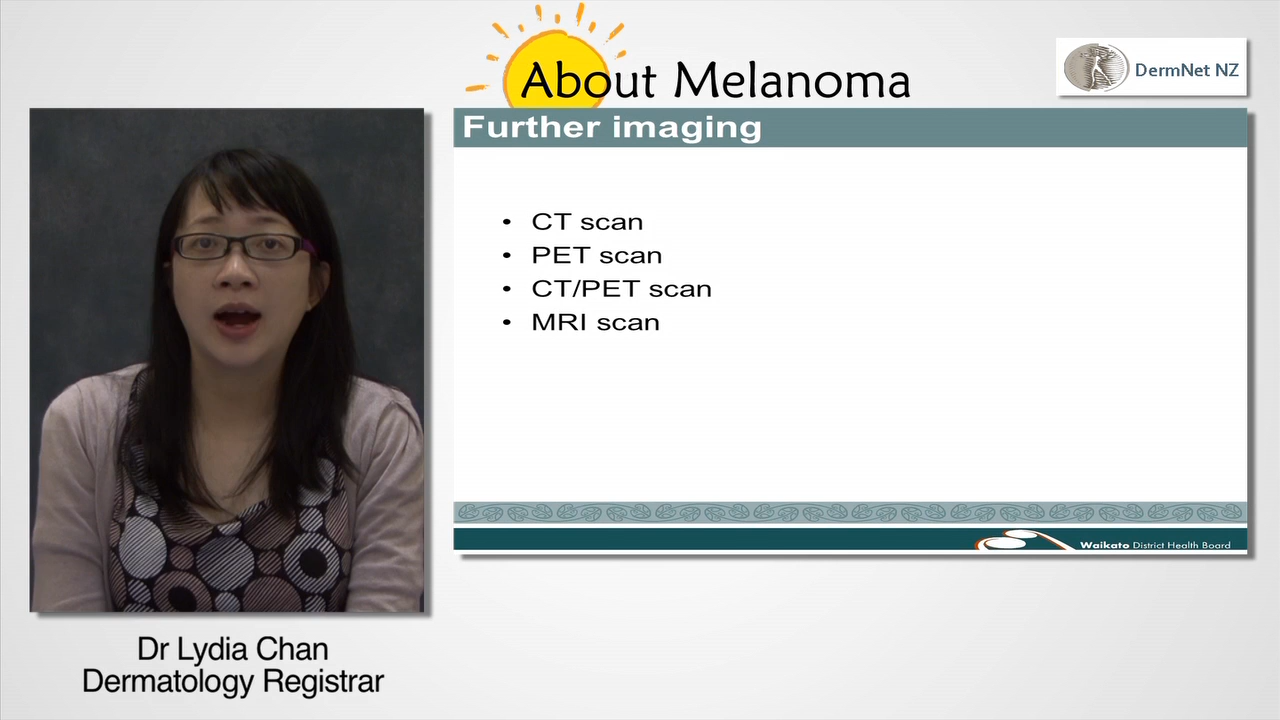 About Melanoma
DermNet NZ
Further imaging
• CT scan
• PET scan
• CT/PET scan
• MRI scan
Waikato District Health Board
Dr Lydia Chan
Dermatology Registrar